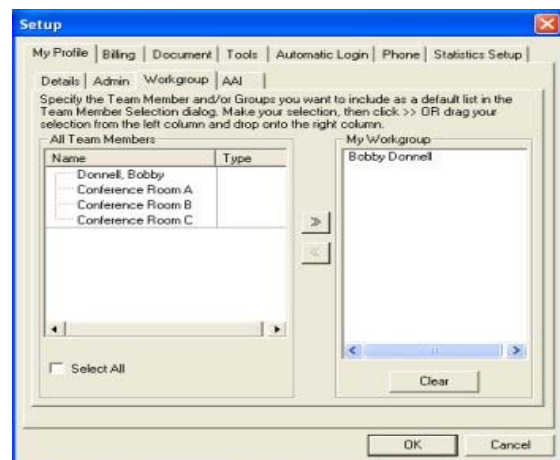 Setup
My Profile Billing Document Tools Automatic Login Phone Statistics Setup
Details Admin Workgroup AAI
Specify the Team Member and/or Groups you want to include as a default list in the
Team Member Selection dialog. Make your selection, then click >> OR drag your
selection from the left column and drop onto the right column.
All Team Members
Name Type
Donnell, Bobby
Conference Room A
Conference Room B
Conference Room C
Select All
>>
<<
My Workgroup
Bobby Donnell
Clear
OK Cancel